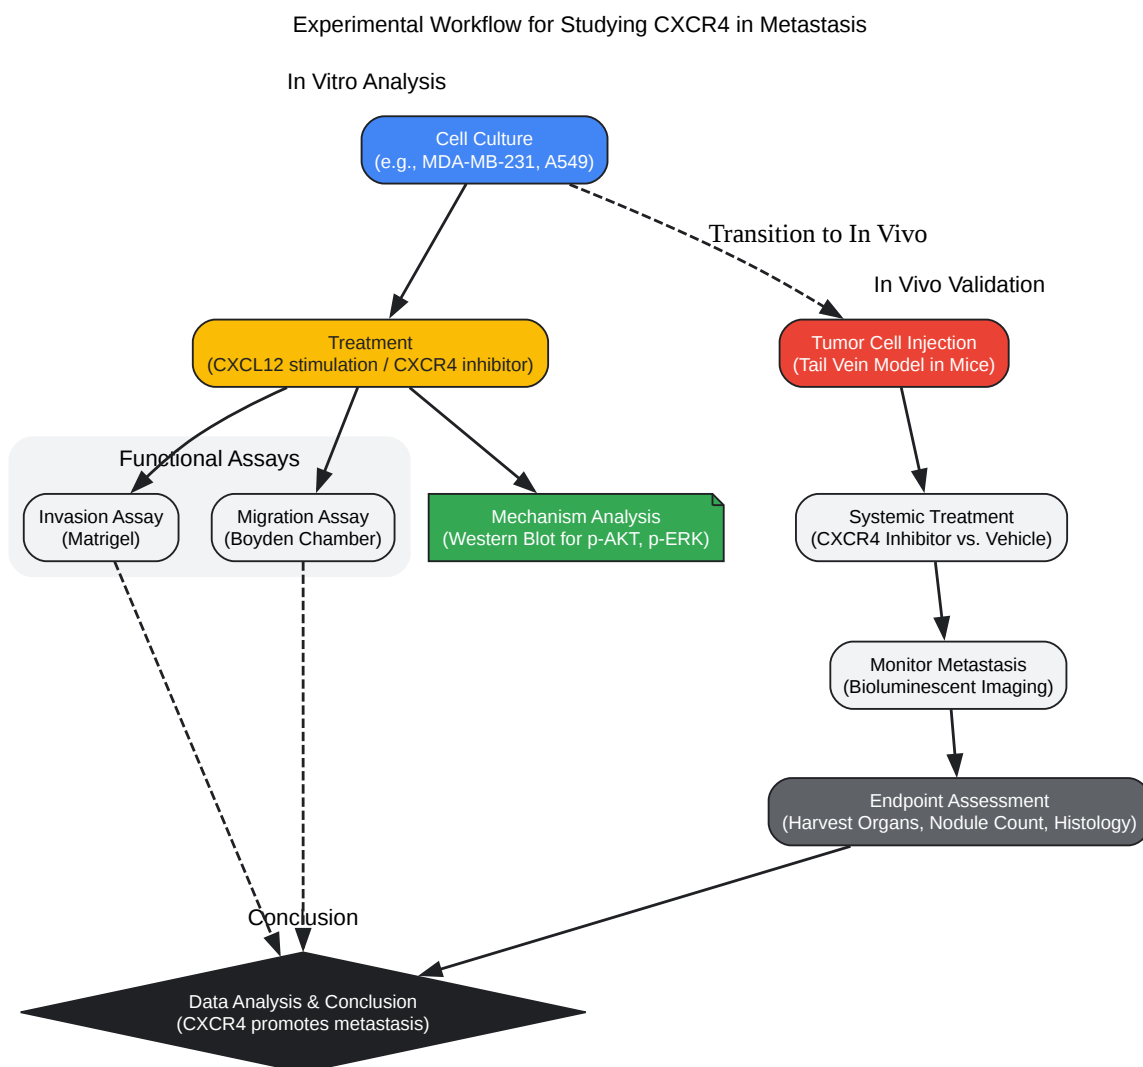 Experimental Workflow for Studying CXCR4 in Metastasis
In Vitro Analysis
Cell Culture
(e.g., MDA-MB-231, A549)
Transition to In Vivo
In Vivo Validation
Treatment
(CXCL12 stimulation / CXCR4 inhibitor)
Tumor Cell Injection
(Tail Vein Model in Mice)
Functional Assays
Invasion Assay
(Matrigel)
Migration Assay
(Boyden Chamber)
Mechanism Analysis
(Western Blot for p-AKT, p-ERK)
Systemic Treatment
(CXCR4 Inhibitor vs. Vehicle)
Monitor Metastasis
(Bioluminescent Imaging)
Endpoint Assessment
(Harvest Organs, Nodule Count, Histology)
Conclusion
Data Analysis & Conclusion
(CXCR4 promotes metastasis)